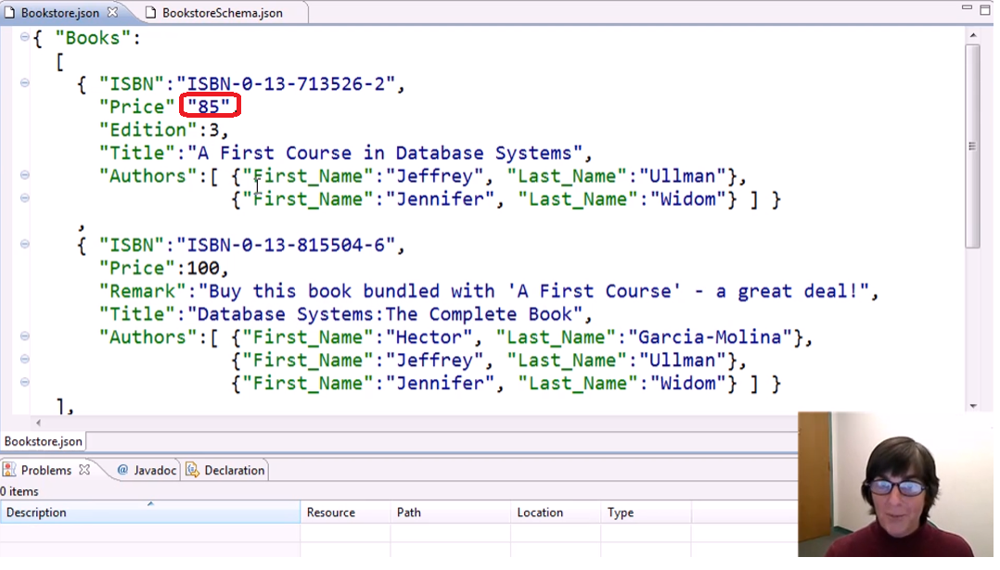 Bookstore.json
BookstoreSchema.json
{ "Books":
[
{ "ISBN":"ISBN-0-13-713526-2",
"Price" "85",
"Edition":3,
"Title":"A First Course in Database Systems",
"Authors":[ {"First_Name":"Jeffrey", "Last_Name":"Ullman"},
{"First_Name":"Jennifer", "Last_Name":"Widom"} ] }
,
{ "ISBN":"ISBN-0-13-815504-6",
"Price":100,
"Remark":"Buy this book bundled with 'A First Course' - a great deal!",
"Title":"Database Systems:The Complete Book",
"Authors":[ {"First_Name":"Hector", "Last_Name":"Garcia-Molina"},
{"First_Name":"Jeffrey", "Last_Name":"Ullman"},
{"First_Name":"Jennifer", "Last_Name":"Widom"} ] }
],
Bookstore.json
Problems @ Javadoc Declaration
0 items
Description Resource Path Location Type